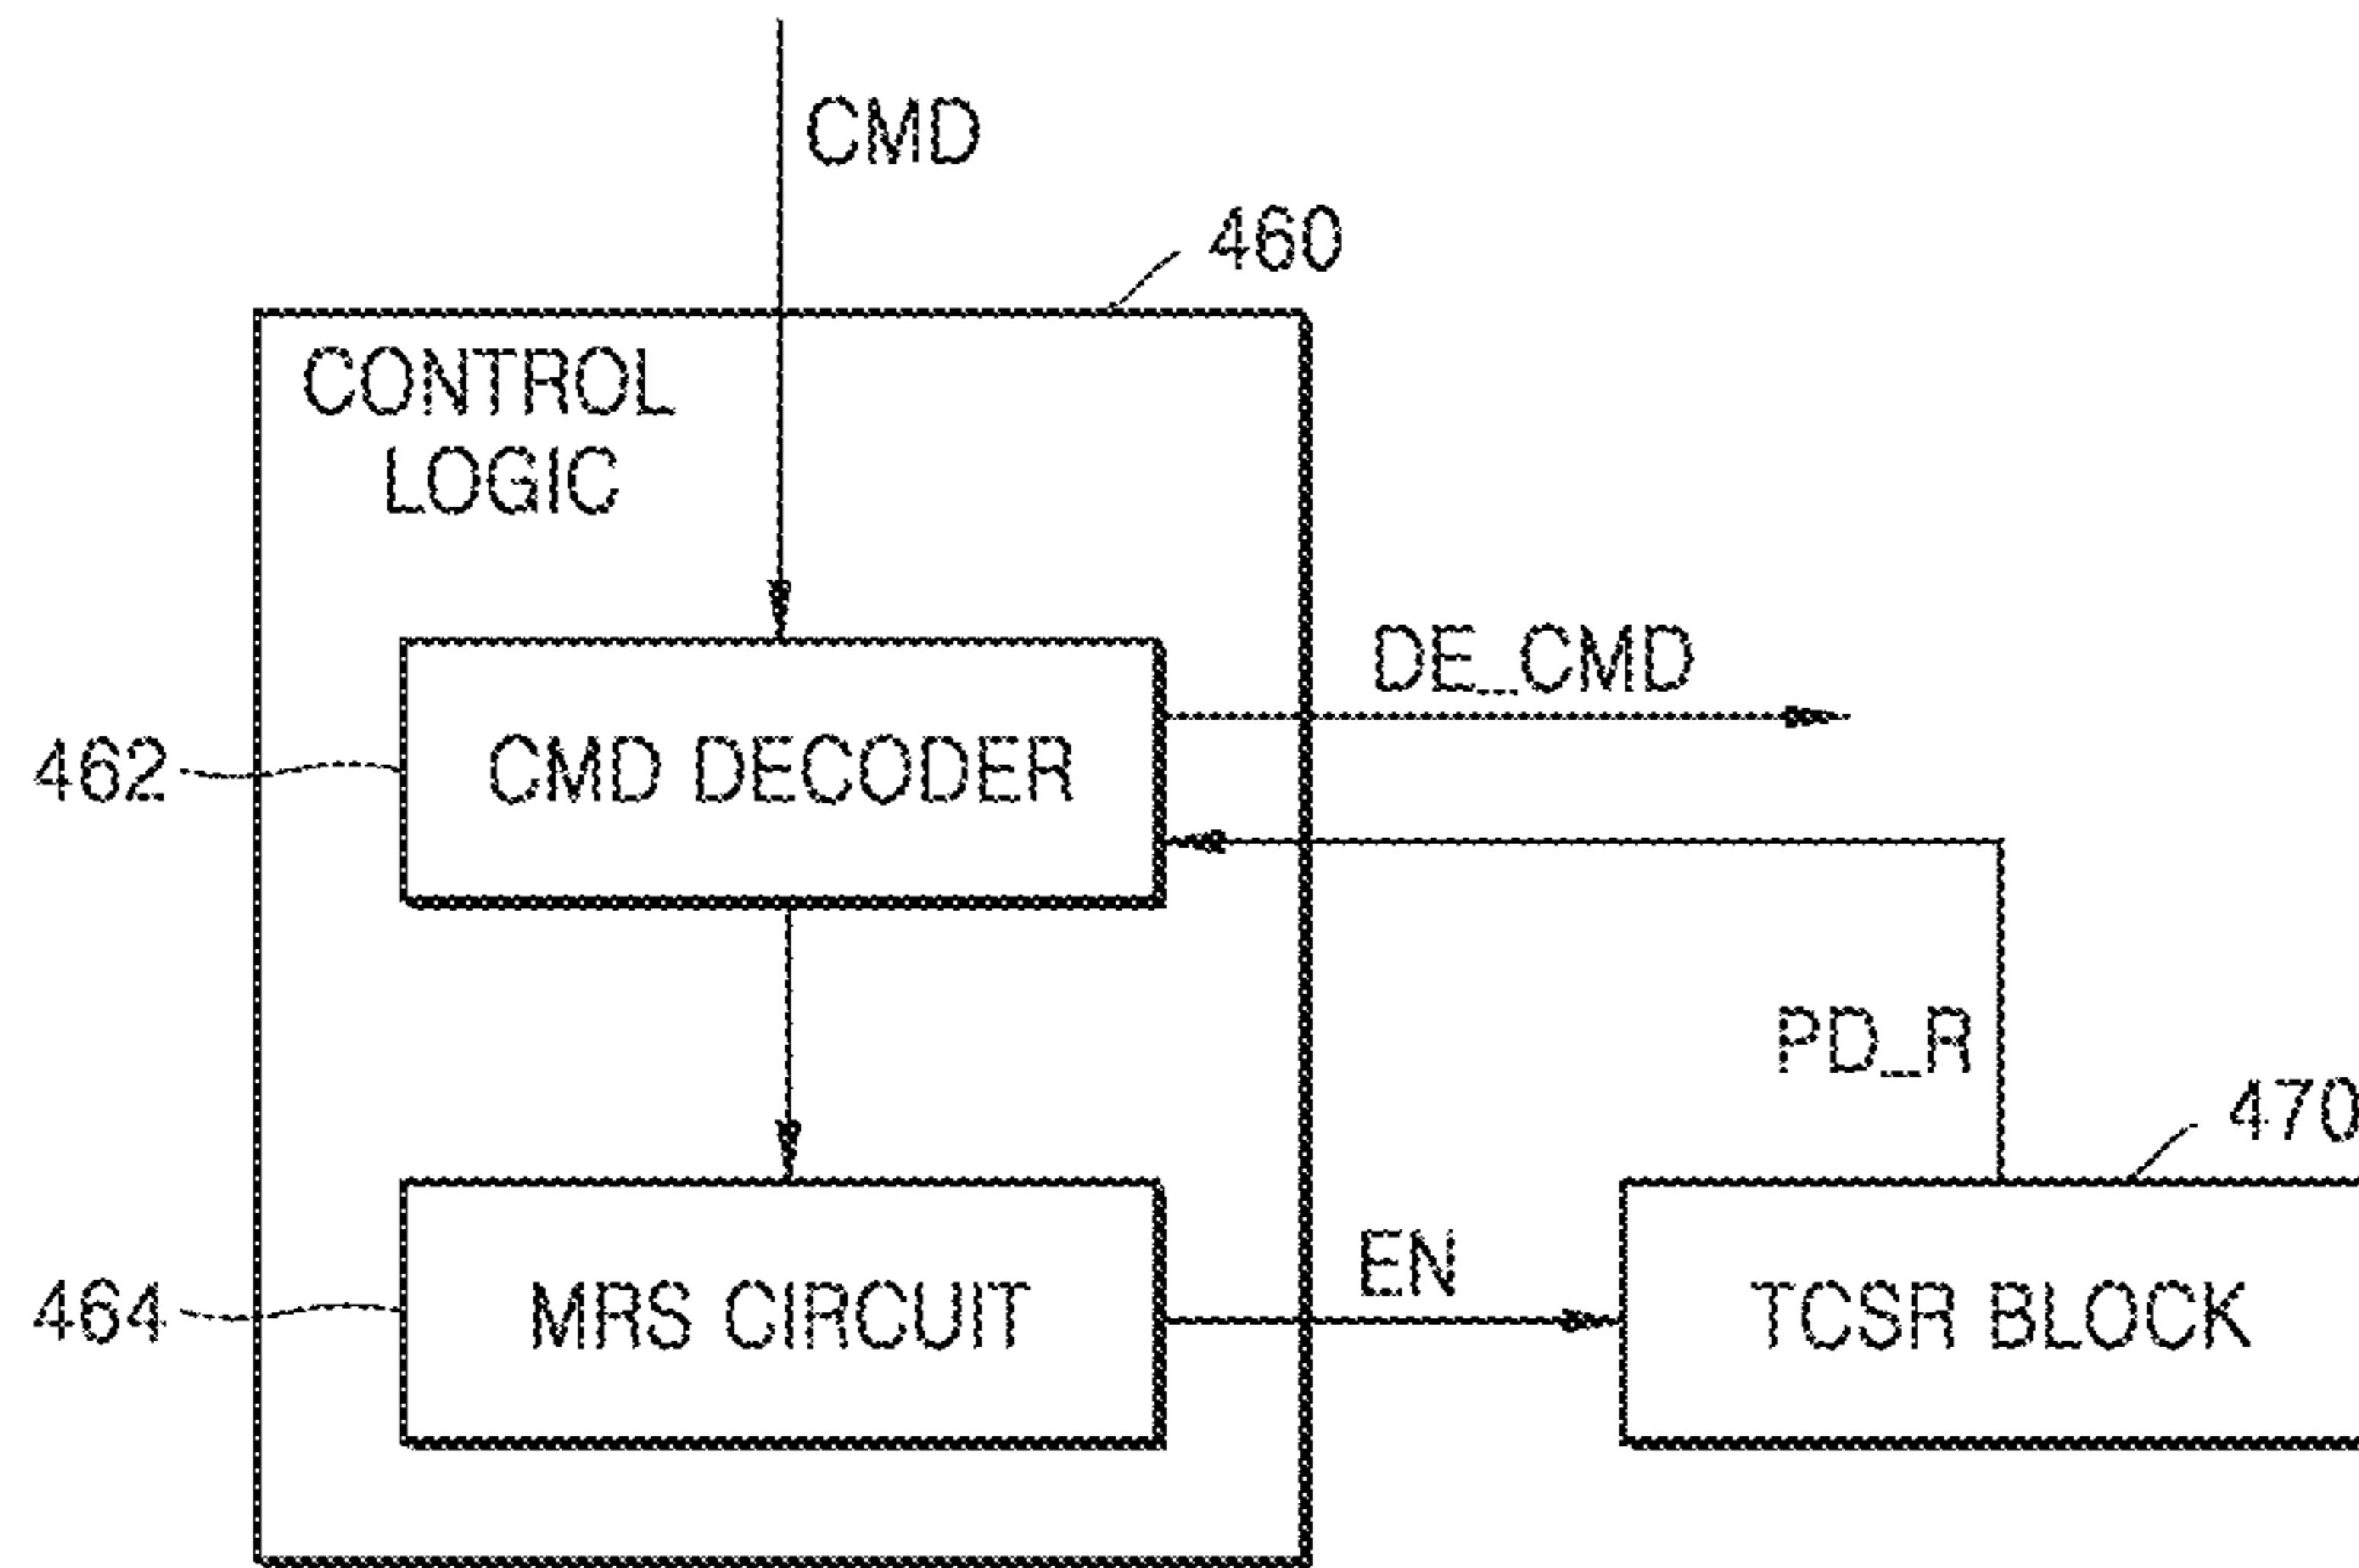 CMD
460
CONTROL
LOGIC
DE_CMD
462
CMD DECODER
PD_R
470
464
MRS CIRCUIT
EN
TCSR BLOCK